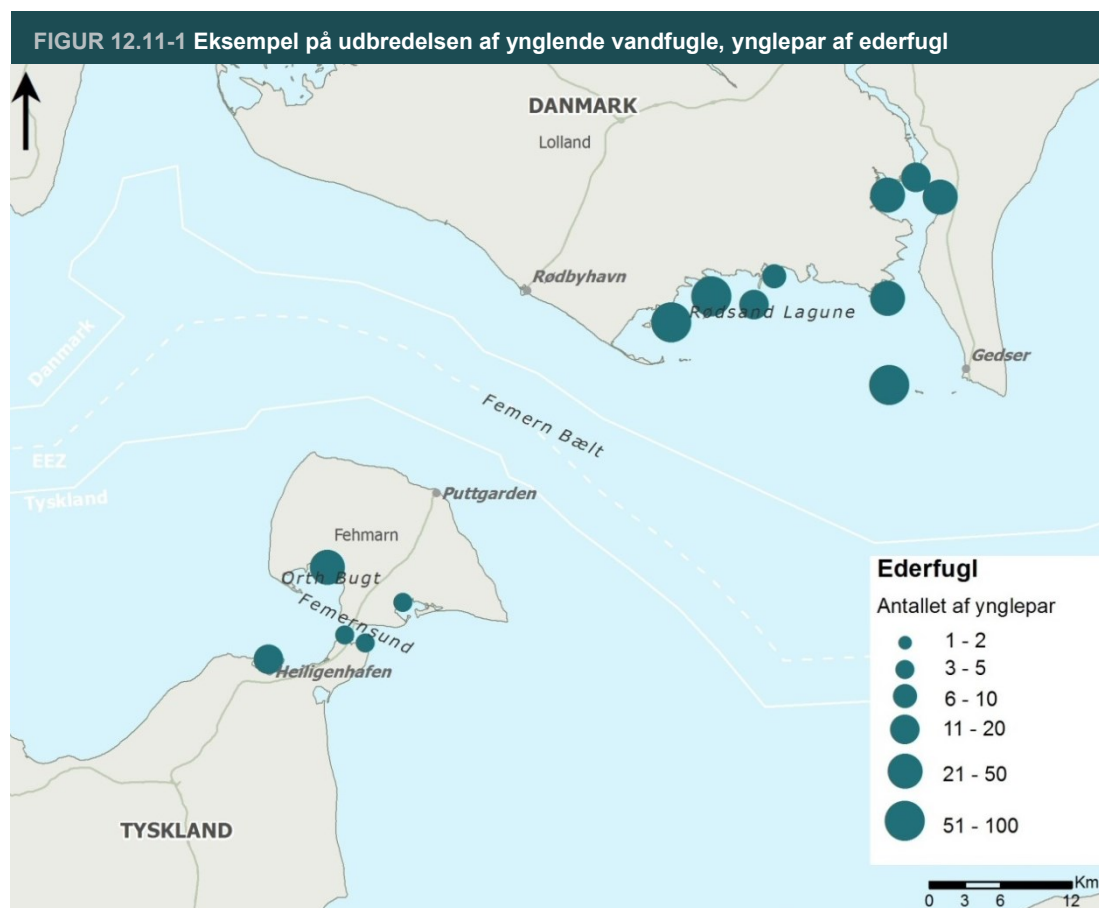 FIGUR 12.11-1 Eksempel på udbredelsen af ynglende vandfugle, ynglepar af ederfugl
DANMARK
Lolland
Rødbyhavn
Rødsand Lagune
Gedser
Danmark
Femern Bælt
EEZ
Tyskland
Puttgarden
Fehmarn
Orth Bugt
Femernsund
Heiligenhafen
TYSKLAND
Ederfugl
Antallet af ynglepar
1 - 2
3 - 5
6 - 10
11 - 20
21 - 50
51 - 100
Km
0 3 6 12